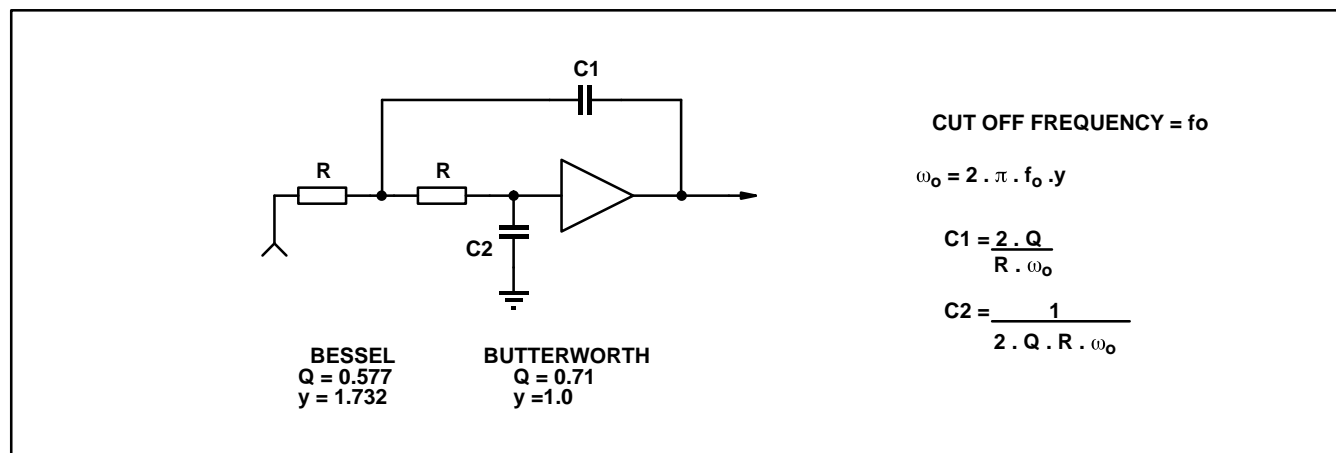 C1
R
R
C2
BESSEL
Q = 0.577
y = 1.732
BUTTERWORTH
Q = 0.71
y =1.0
CUT OFF FREQUENCY = fo
ωo = 2 . π . fo .y
C1 = 2 . Q
R . ωo
C2 = 1
2 . Q . R . ωo